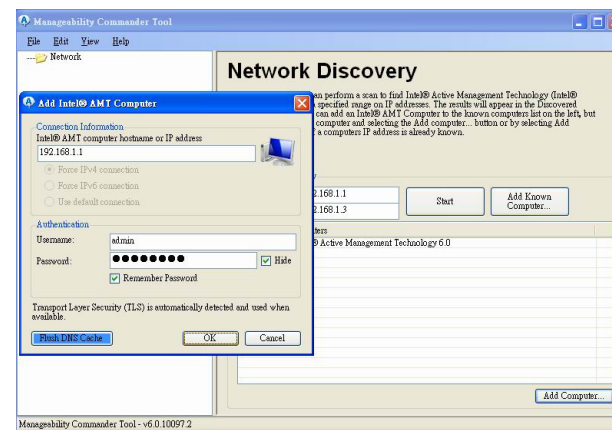 Manageability Commander Tool
File Edit View Help
Network
Network Discovery
an perform a scan to find Intel® Active Management Technology (Intel®
specified range on IP addresses. The results will appear in the Discovered
can add an Intel® AMT Computer to the known computers list on the left, but
computer and selecting the Add computer... button or by selecting Add
f a computers IP address is already known.
Add Intel® AMT Computer
Connection Information
Intel® AMT computer hostname or IP address
192.168.1.1
Force IPv4 connection
Force IPv6 connection
Use default connection
Authentication
Username: admin
Password: ●●●●●●●● Hide
Remember Password
Transport Layer Security (TLS) is automatically detected and used when
available.
Flush DNS Cache OK Cancel
2.168.1.1
2.168.1.3
Start
Add Known
Computer...
ters
® Active Management Technology 6.0
Add Computer...
Manageability Commander Tool - v6.0.10097.2